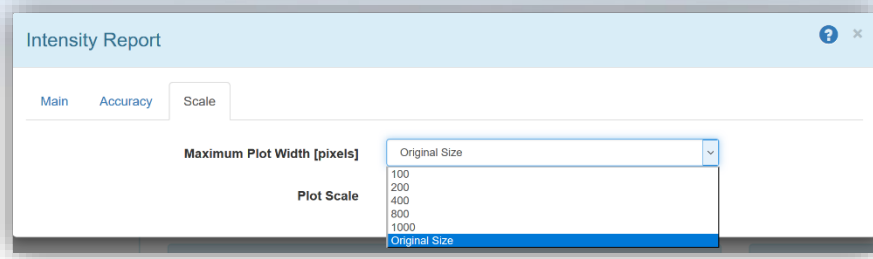 Intensity Report
Main Accuracy Scale
Maximum Plot Width [pixels] Original Size
Plot Scale
100
200
400
800
1000
Original Size